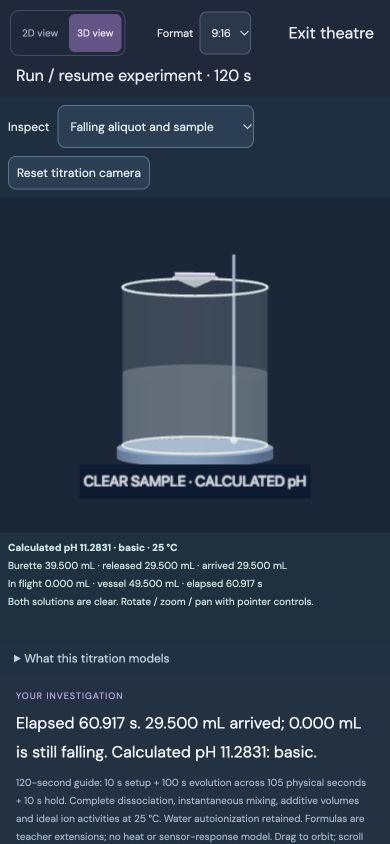 2D view 3D view Format 9:16 Exit theatre
Run / resume experiment · 120 s
Inspect Falling aliquot and sample
Reset titration camera
CLEAR SAMPLE · CALCULATED pH
Calculated pH 11.2831 · basic · 25 °C
Burette 39.500 mL · released 29.500 mL · arrived 29.500 mL
In flight 0.000 mL · vessel 49.500 mL · elapsed 60.917 s
Both solutions are clear. Rotate / zoom / pan with pointer controls.
▶ What this titration models
YOUR INVESTIGATION
Elapsed 60.917 s. 29.500 mL arrived; 0.000 mL
is still falling. Calculated pH 11.2831: basic.
120-second guide: 10 s setup + 100 s evolution across 105 physical seconds
+ 10 s hold. Complete dissociation, instantaneous mixing, additive volumes
and ideal ion activities at 25 °C. Water autoionization retained. Formulas are
teacher extensions; no heat or sensor-response model. Drag to orbit; scroll